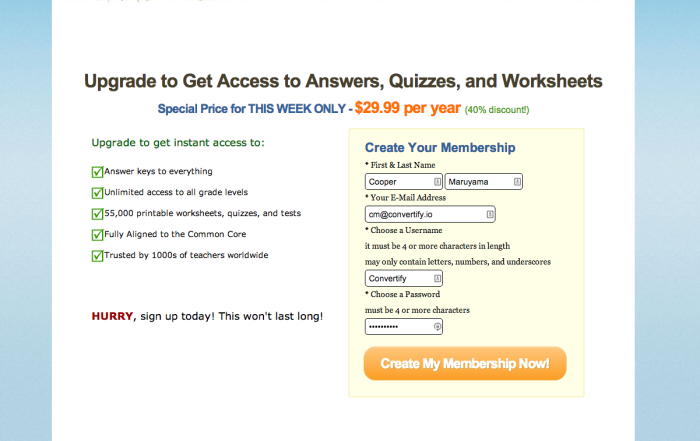 Upgrade to Get Access to Answers, Quizzes, and Worksheets
Special Price for THIS WEEK ONLY - $29.99 per year (40% discount!)
Upgrade to get instant access to:
Answer keys to everything
Unlimited access to all grade levels
55,000 printable worksheets, quizzes, and tests
Fully Aligned to the Common Core
Trusted by 1000s of teachers worldwide
HURRY, sign up today! This won't last long!
Create Your Membership
* First & Last Name
Cooper Maruyama
* Your E-Mail Address
cm@convertify.io
* Choose a Username
it must be 4 or more characters in length
may only contain letters, numbers, and underscores
Convertify
* Choose a Password
must be 4 or more characters
••••••••••
Create My Membership Now!